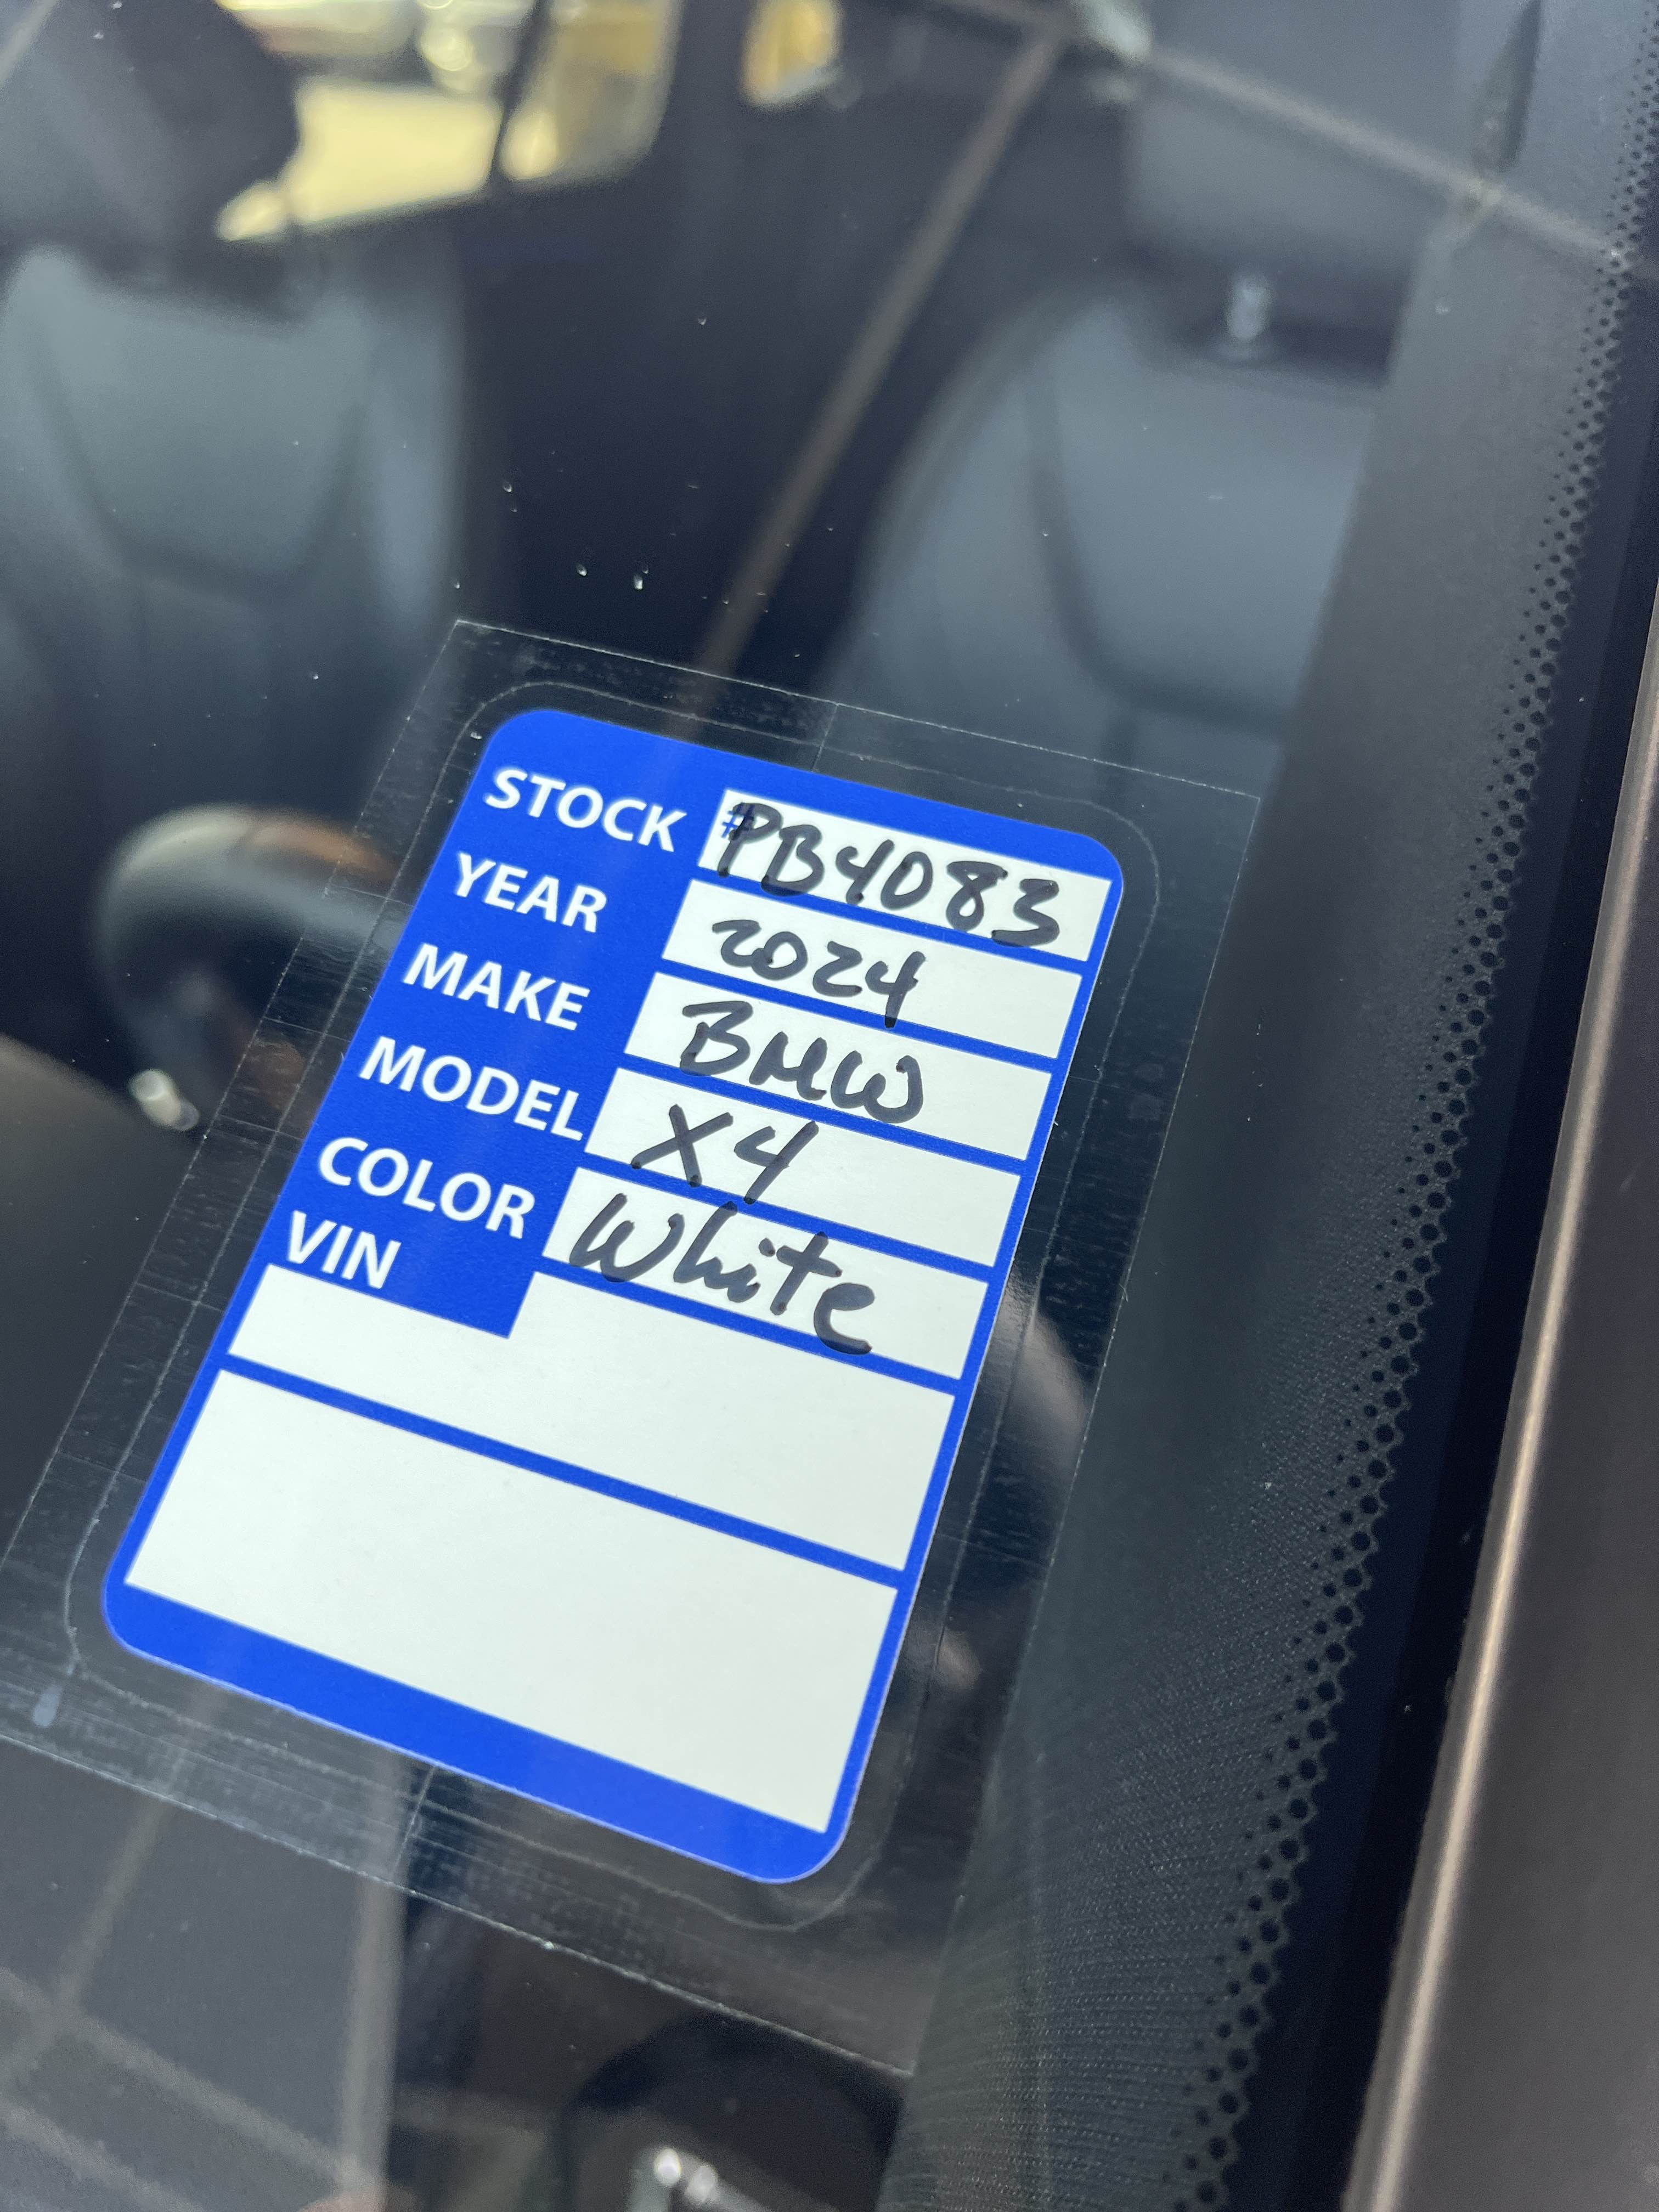 STOCK #PB4083
YEAR 2024
MAKE BMW
MODEL X4
COLOR White
VIN